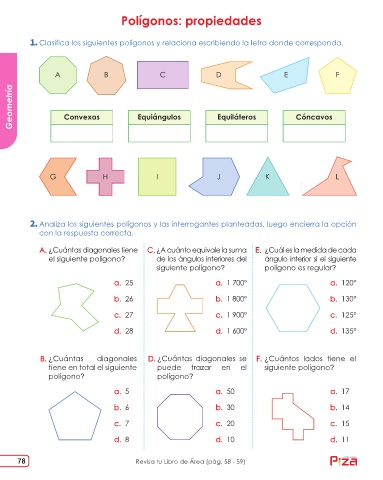 Polígonos: propiedades
1. Clasifica los siguientes polígonos y relaciona escribiendo la letra donde corresponda.
A B C D E F
Geometría
Convexos Equiángulos Equiláteros Cóncavos
G H I J K L
2. Analiza los siguientes polígonos y las interrogantes planteadas, luego encierra la opción
con la respuesta correcta.
A. ¿Cuántas diagonales tiene
el siguiente polígono?
a. 25
b. 26
c. 27
d. 28
C. ¿A cuánto equivale la suma
de los ángulos interiores del
siguiente polígono?
a. 1 700°
b. 1 800°
c. 1 900°
d. 1 600°
E. ¿Cuál es la medida de cada
ángulo interior si el siguiente
polígono es regular?
a. 120°
b. 130°
c. 125°
d. 135°
B. ¿Cuántas diagonales
tiene en total el siguiente
polígono?
a. 5
b. 6
c. 7
d. 8
D. ¿Cuántas diagonales se
puede trazar en el
polígono?
a. 50
b. 30
c. 20
d. 10
F. ¿Cuántos lados tiene el
siguiente polígono?
a. 17
b. 14
c. 15
d. 11
78
Revisa tu Libro de Área (pág. 58 - 59)